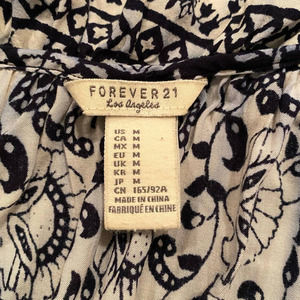 FOREVER 21
Los Angeles
US M
CA M
MX M
EU M
UK M
KR M
JP M
CN 165/92A
MADE IN CHINA
FABRIQUÉ EN CHINE